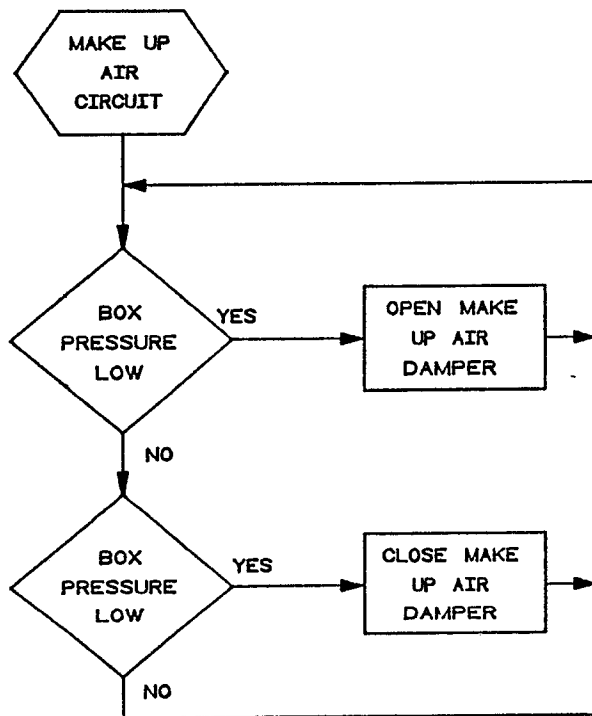 MAKE UP
AIR
CIRCUIT
BOX
PRESSURE
LOW
YES
OPEN MAKE
UP AIR
DAMPER
NO
BOX
PRESSURE
LOW
YES
CLOSE MAKE
UP AIR
DAMPER
NO